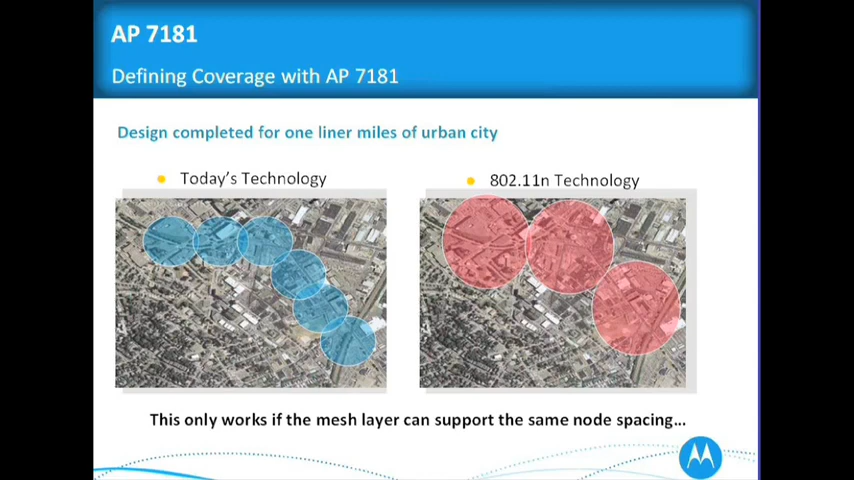 AP 7181
Defining Coverage with AP 7181
Design completed for one liner miles of urban city
Today's Technology
802.11n Technology
This only works if the mesh layer can support the same node spacing...